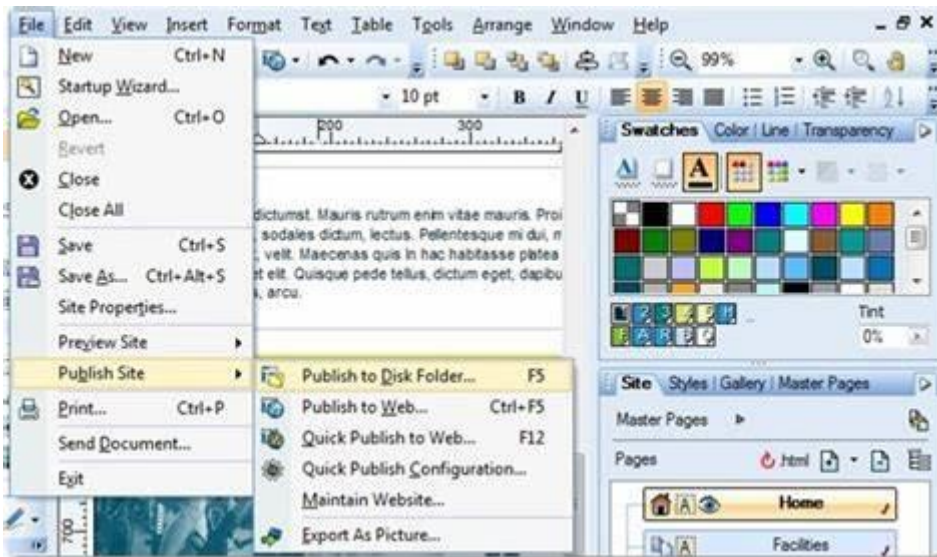 File Edit View Insert Format Text Table Tools Arrange Window Help
New Ctrl+N
99%
Startup Wizard...
10 pt B I U
Open... Ctrl+O
200 300
Swatches Color Line Transparency
Revert
Close
Close All
dictumst. Mauris rutrum enim vitae mauris. Proi
sodales dictum, lectus. Pellentesque mi dui, m
Save Ctrl+S
, velit. Maecenas quis in hac habitasse platea
Save As... Ctrl+Alt+S
et elit. Quisque pede tellus, dictum eget, dapibu
, arcu.
Site Properties...
Tint
Preview Site
0%
Publish Site
Publish to Disk Folder... F5
Site Styles Gallery Master Pages
Print... Ctrl+P
Publish to Web... Ctrl+F5
Master Pages
Send Document...
Quick Publish to Web... F12
Exit
Quick Publish Configuration...
Pages .html
Maintain Website...
A Home
700
Export As Picture...
A Facilities